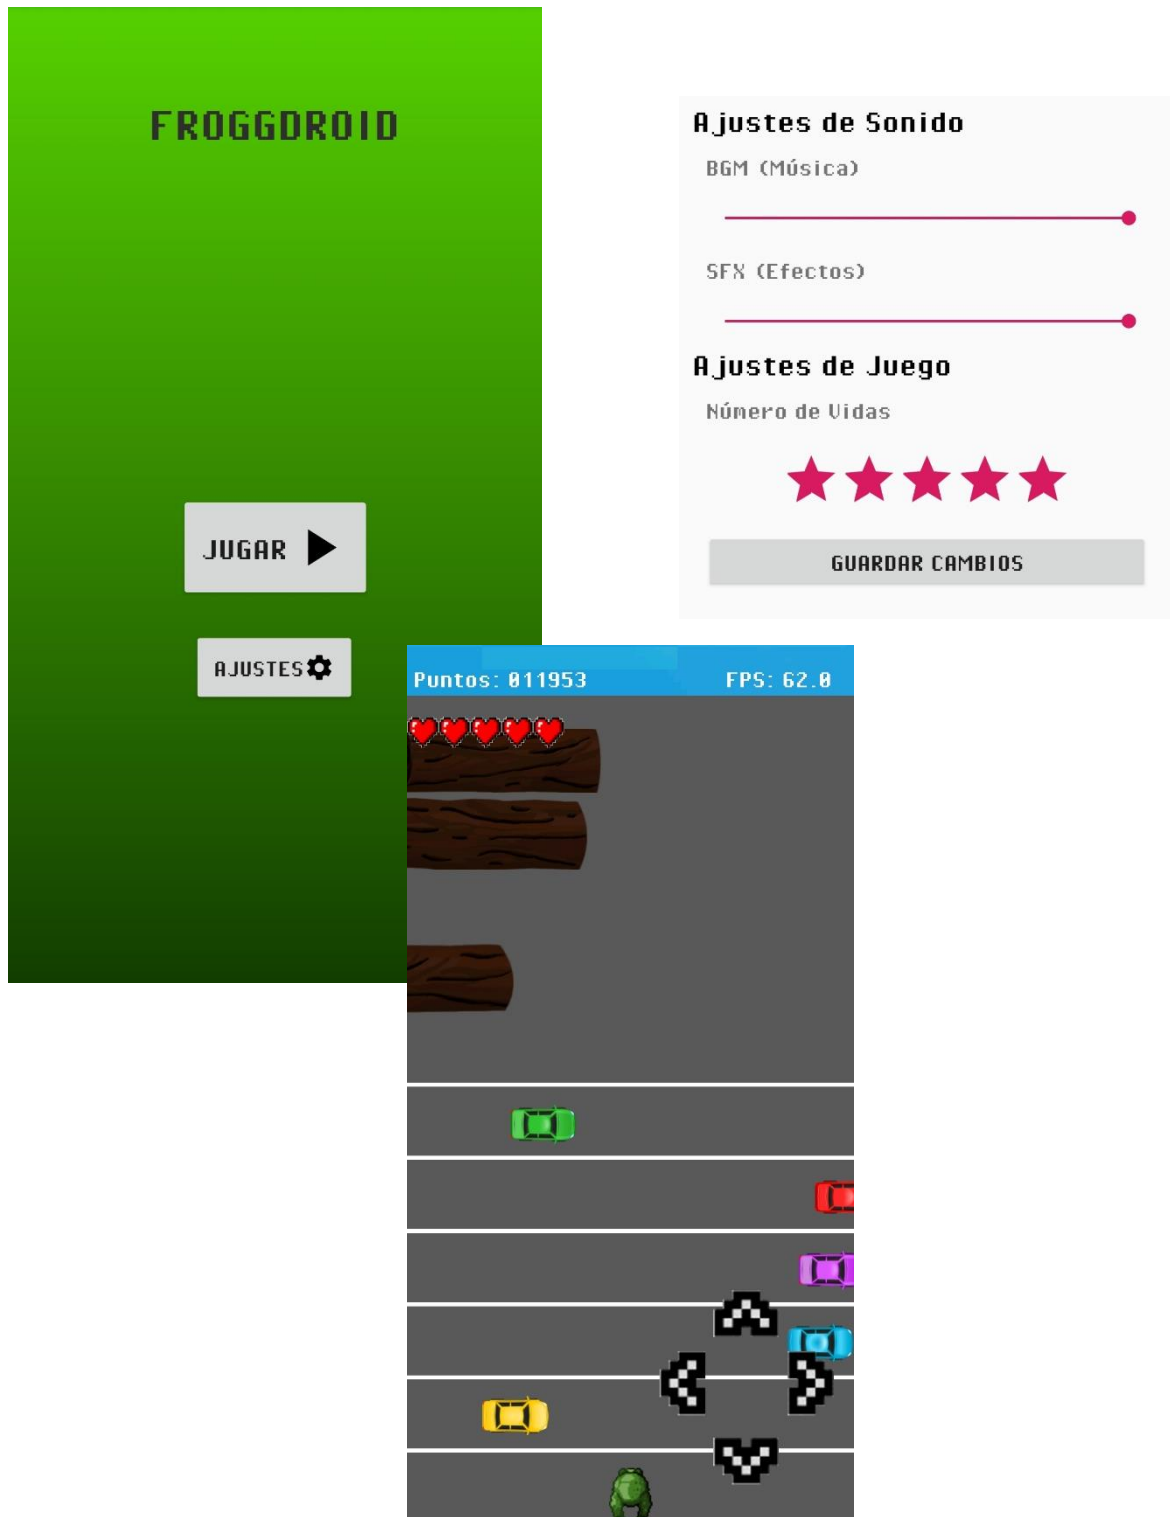 FROGGDROID
JUGAR
AJUSTES
Ajustes de Sonido
BGM (Música)
SFX (Efectos)
Ajustes de Juego
Número de Vidas
GUARDAR CAMBIOS
Puntos: 011953
FPS: 62.0